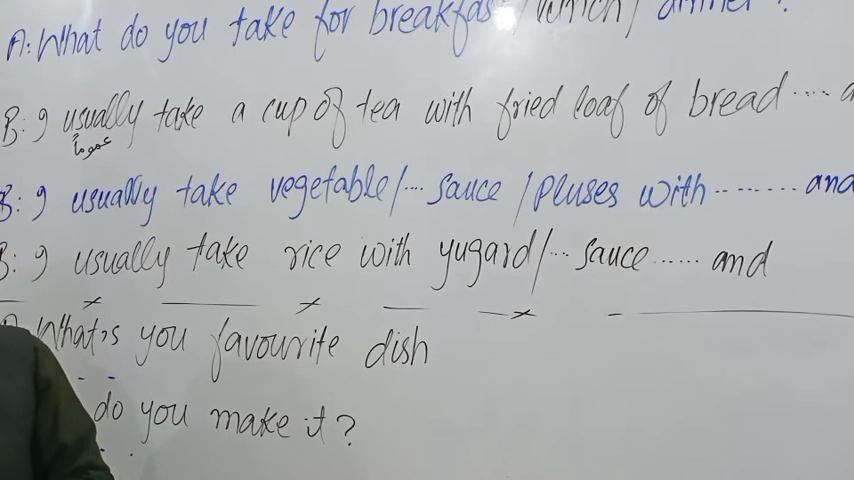 A: What do you take for breakfas / lunch / dinner ?
B: I usually take a cup of tea with fried loaf of bread .... a
عموماً
B: I usually take vegetable/... sauce / pluses with ........ and
B: I usually take rice with yugard/... sauce ...... and
What,s you favourite dish
do you make it?